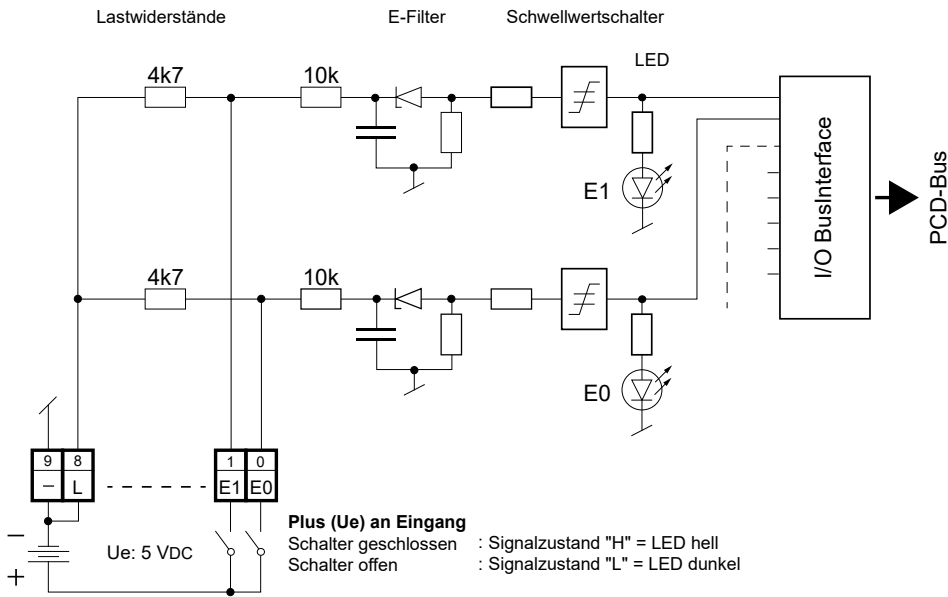 Lastwiderstände E-Filter Schwellwertschalter
LED
4k7 10k
E1
I/O BusInterface
PCD-Bus
4k7 10k
E0
9 8 1 0
– L E1 E0
–
+
Ue: 5 VDC
Plus (Ue) an Eingang
Schalter geschlossen : Signalzustand "H" = LED hell
Schalter offen : Signalzustand "L" = LED dunkel